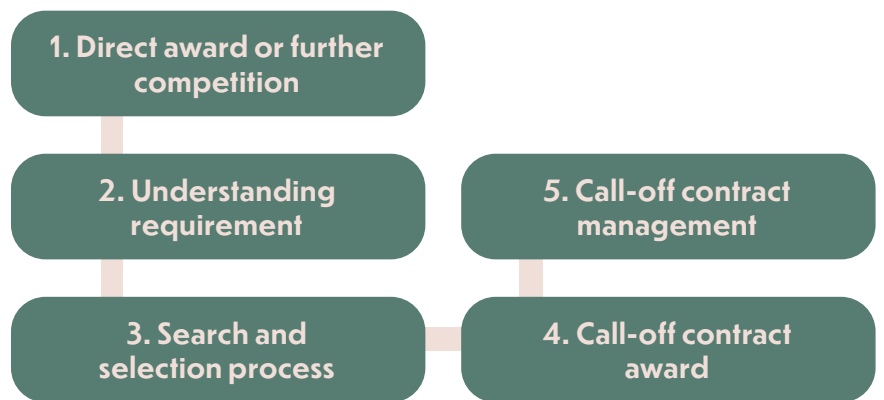 1. Direct award or further
competition
2. Understanding
requirement
3. Search and
selection process
4. Call-off contract
award
5. Call-off contract
management